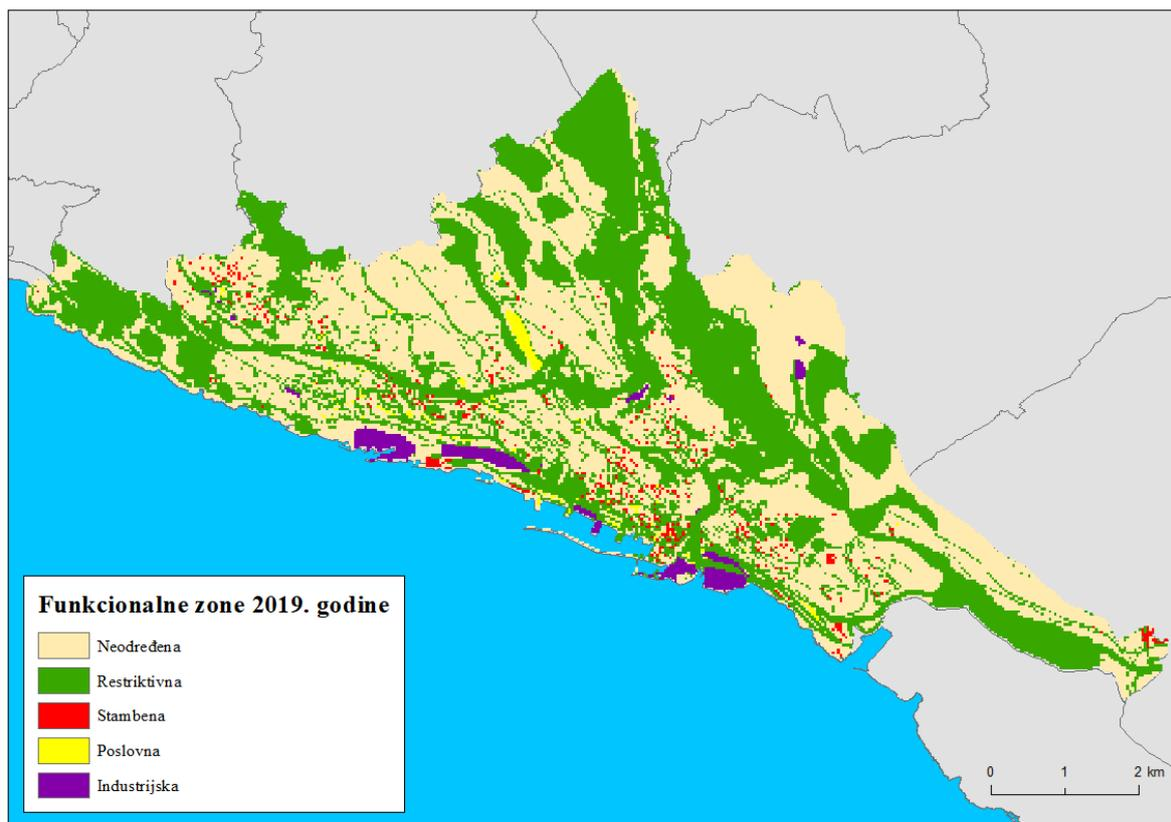 Funkcionalne zone 2019. godine
Neodređena
Restriktivna
Stambena
Poslovna
Industrijska
0 1 2 km